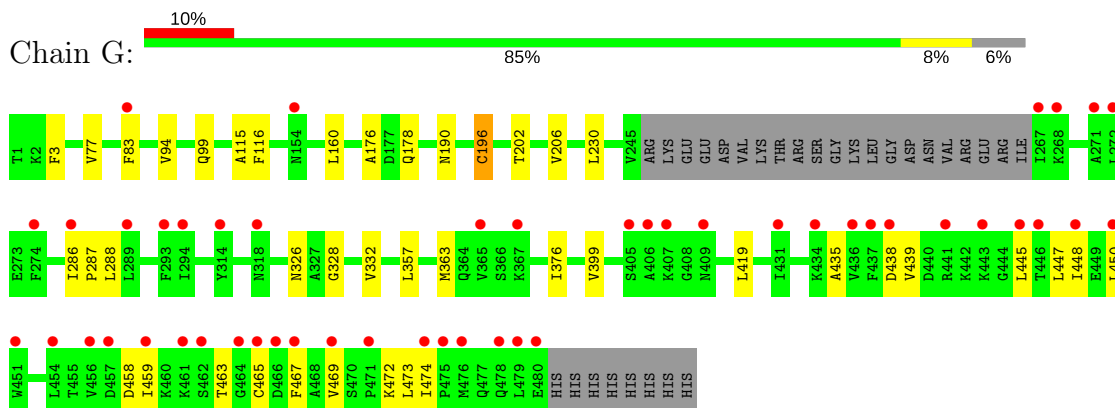 10%
Chain G:
85% 8% 6%
T1 K2 F3 V77 F83 V94 Q99 A115 F116 N154 L160 A176 D177 Q178 N190 C196 T202 V206 L230 V245 ARG LYS GLU GLU ASP VAL LYS THR ARG SER GLY LYS LEU GLY ASP ASN VAL ARG GLU ARG ILE I267 K268 A271 L272
E273 F274 I286 P287 L288 L289 F293 I294 Y314 N318 N326 A327 G328 V332 L357 M363 Q364 V365 S366 K367 I376 V399 S405 A406 K407 G408 N409 L419 I431 K434 A435 V436 F437 D438 V439 D440 R441 K442 K443 G444 L445 T446 L447 I448 E449 L450
W451 L454 T455 V456 D457 D458 I459 K460 K461 S462 T463 G464 C465 D466 F467 A468 V469 S470 P471 K472 L473 I474 P475 M476 Q477 Q478 L479 E480 HIS HIS HIS HIS HIS HIS HIS HIS